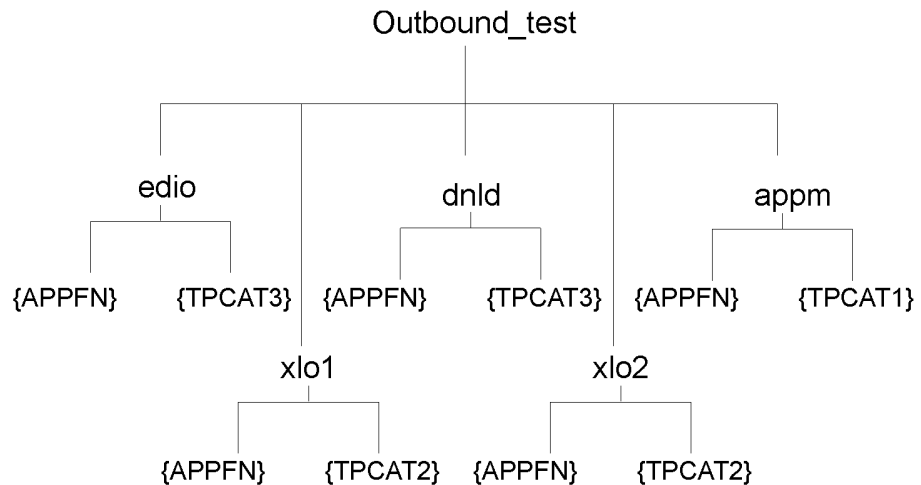 Outbound_test
edio
dnld
appm
{APPFN} {TPCAT3} {APPFN} {TPCAT3} {APPFN} {TPCAT1}
xlo1
xlo2
{APPFN} {TPCAT2} {APPFN} {TPCAT2}